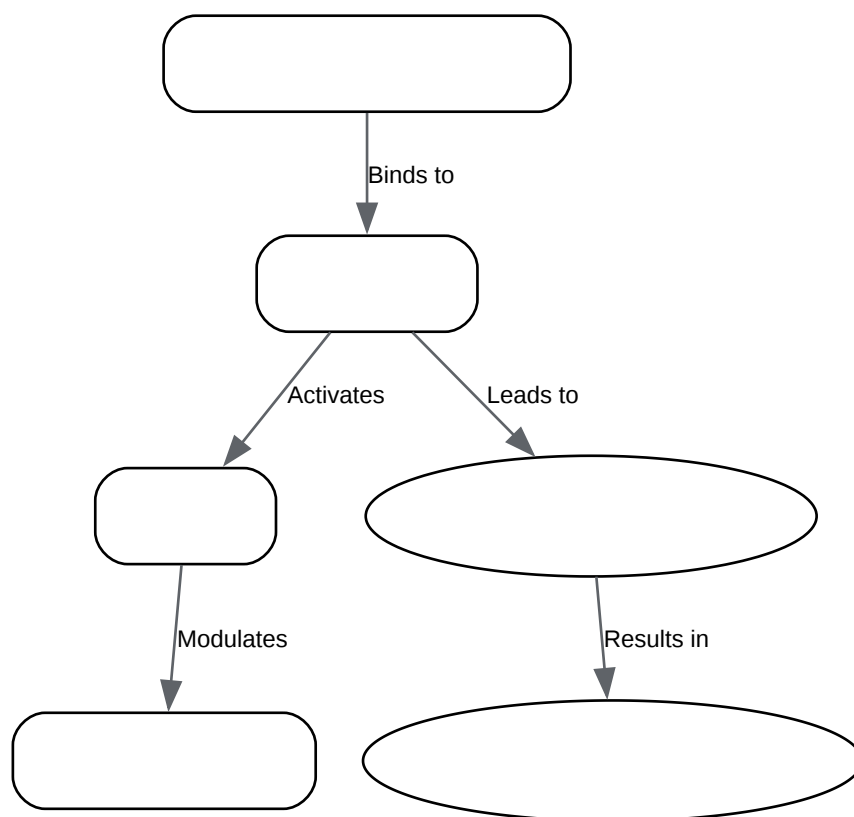 Binds to
Activates
Leads to
Modulates
Results in